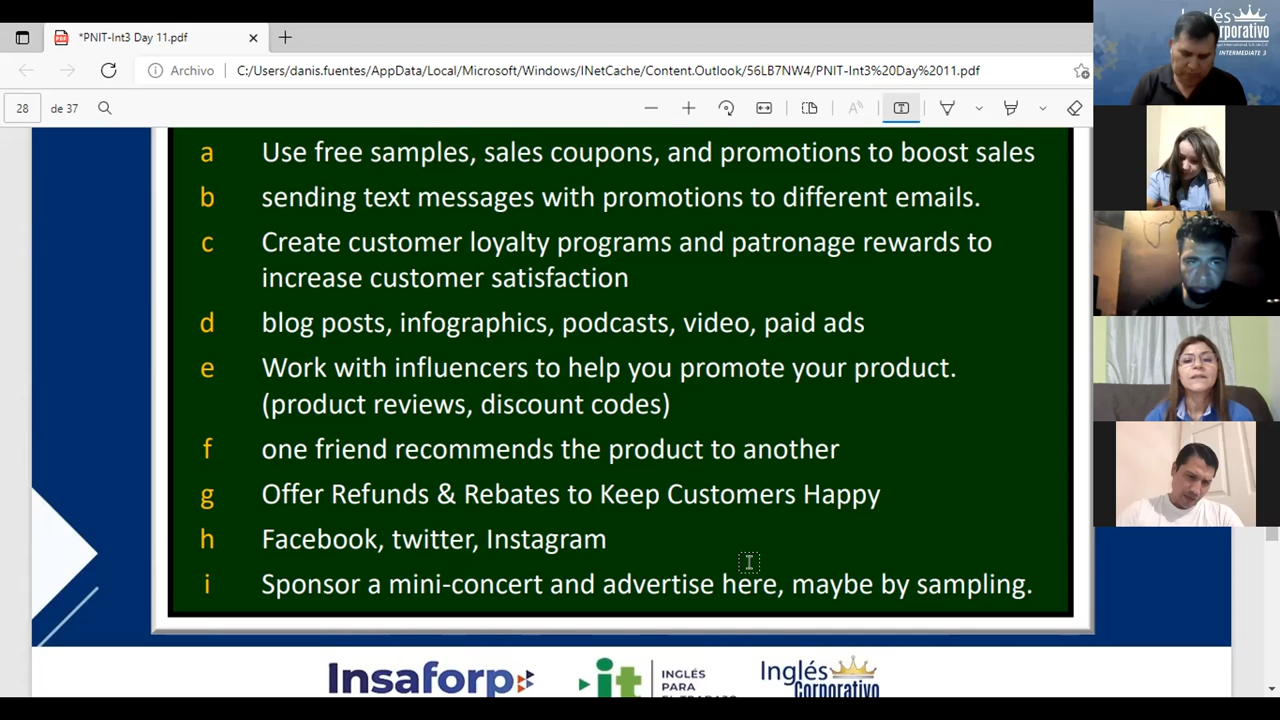 *PNIT-Int3 Day 11.pdf
Archivo
C:/Users/danis.fuentes/AppData/Local/Microsoft/Windows/INetCache/Content.Outlook/56LB7NW4/PNIT-Int3%20Day%2011.pdf
28 de 37
a Use free samples, sales coupons, and promotions to boost sales
b sending text messages with promotions to different emails.
c Create customer loyalty programs and patronage rewards to
increase customer satisfaction
d blog posts, infographics, podcasts, video, paid ads
e Work with influencers to help you promote your product.
(product reviews, discount codes)
f one friend recommends the product to another
g Offer Refunds & Rebates to Keep Customers Happy
h Facebook, twitter, Instagram
i Sponsor a mini-concert and advertise here, maybe by sampling.
Insaforp
it
INGLÉS
PARA
Inglés
Corporativo
INTERMEDIATE 3